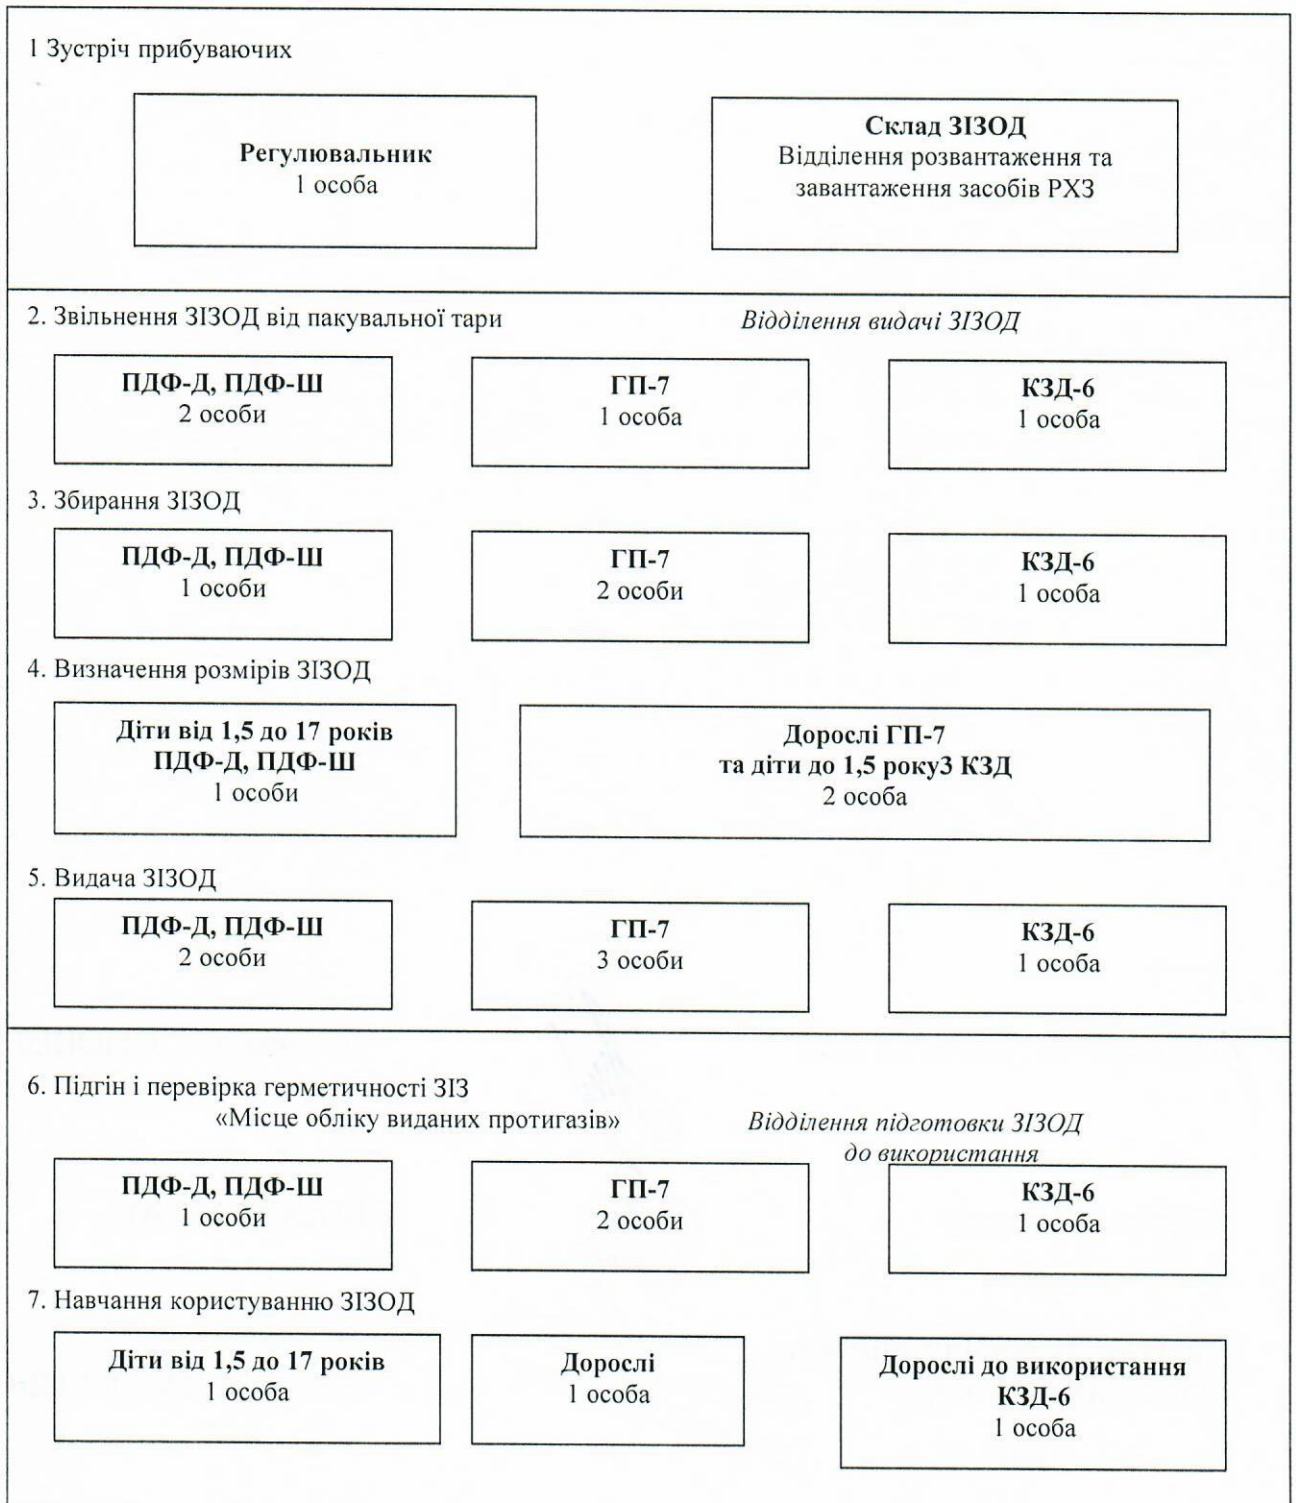 1 Зустріч прибуваючих
Регулювальник
1 особа
Склад ЗІЗОД
Відділення розвантаження та
завантаження засобів РХЗ
2. Звільнення ЗІЗОД від пакувальної тари
Відділення видачі ЗІЗОД
ПДФ-Д, ПДФ-Ш
2 особи
ГП-7
1 особа
КЗД-6
1 особа
3. Збирання ЗІЗОД
ПДФ-Д, ПДФ-Ш
1 особи
ГП-7
2 особи
КЗД-6
1 особа
4. Визначення розмірів ЗІЗОД
Діти від 1,5 до 17 років
ПДФ-Д, ПДФ-Ш
1 особи
Дорослі ГП-7
та діти до 1,5 року3 КЗД
2 особа
5. Видача ЗІЗОД
ПДФ-Д, ПДФ-Ш
2 особи
ГП-7
3 особи
КЗД-6
1 особа
6. Підгін і перевірка герметичності ЗІЗ
«Місце обліку виданих протигазів»
Відділення підготовки ЗІЗОД
до використання
ПДФ-Д, ПДФ-Ш
1 особи
ГП-7
2 особи
КЗД-6
1 особа
7. Навчання користуванню ЗІЗОД
Діти від 1,5 до 17 років
1 особа
Дорослі
1 особа
Дорослі до використання
КЗД-6
1 особа